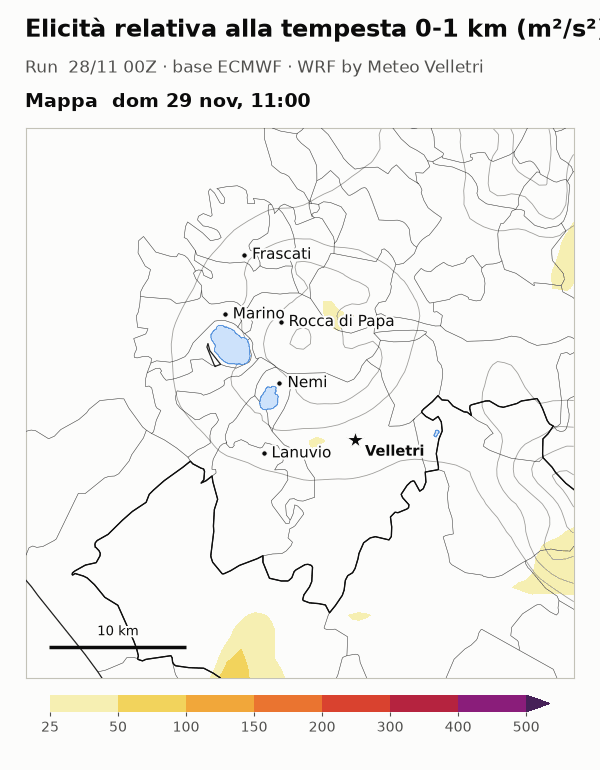 Elicità relativa alla tempesta 0-1 km (m²/s²)
Run 28/11 00Z · base ECMWF · WRF by Meteo Velletri
Mappa dom 29 nov, 11:00
Frascati
Marino
Rocca di Papa
Nemi
Velletri
Lanuvio
10 km
25 50 100 150 200 300 400 500